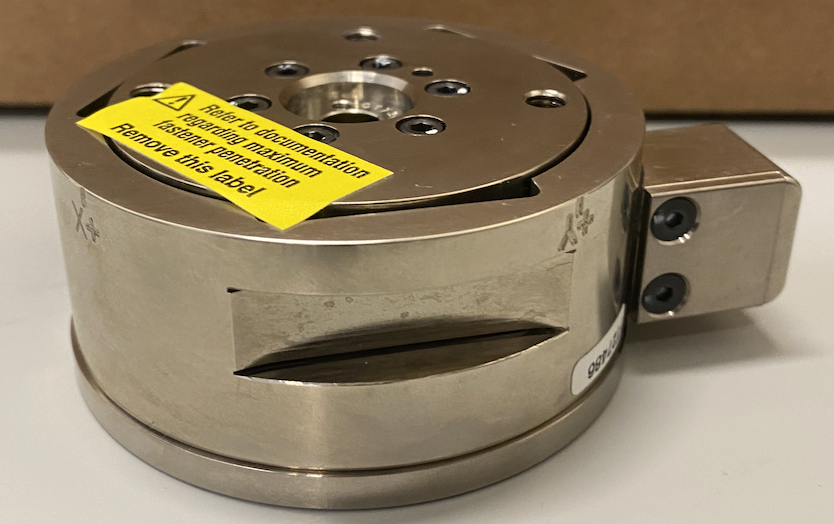 Refer to documentation
regarding maximum
fastener penetration
Remove this label
X+
Y+